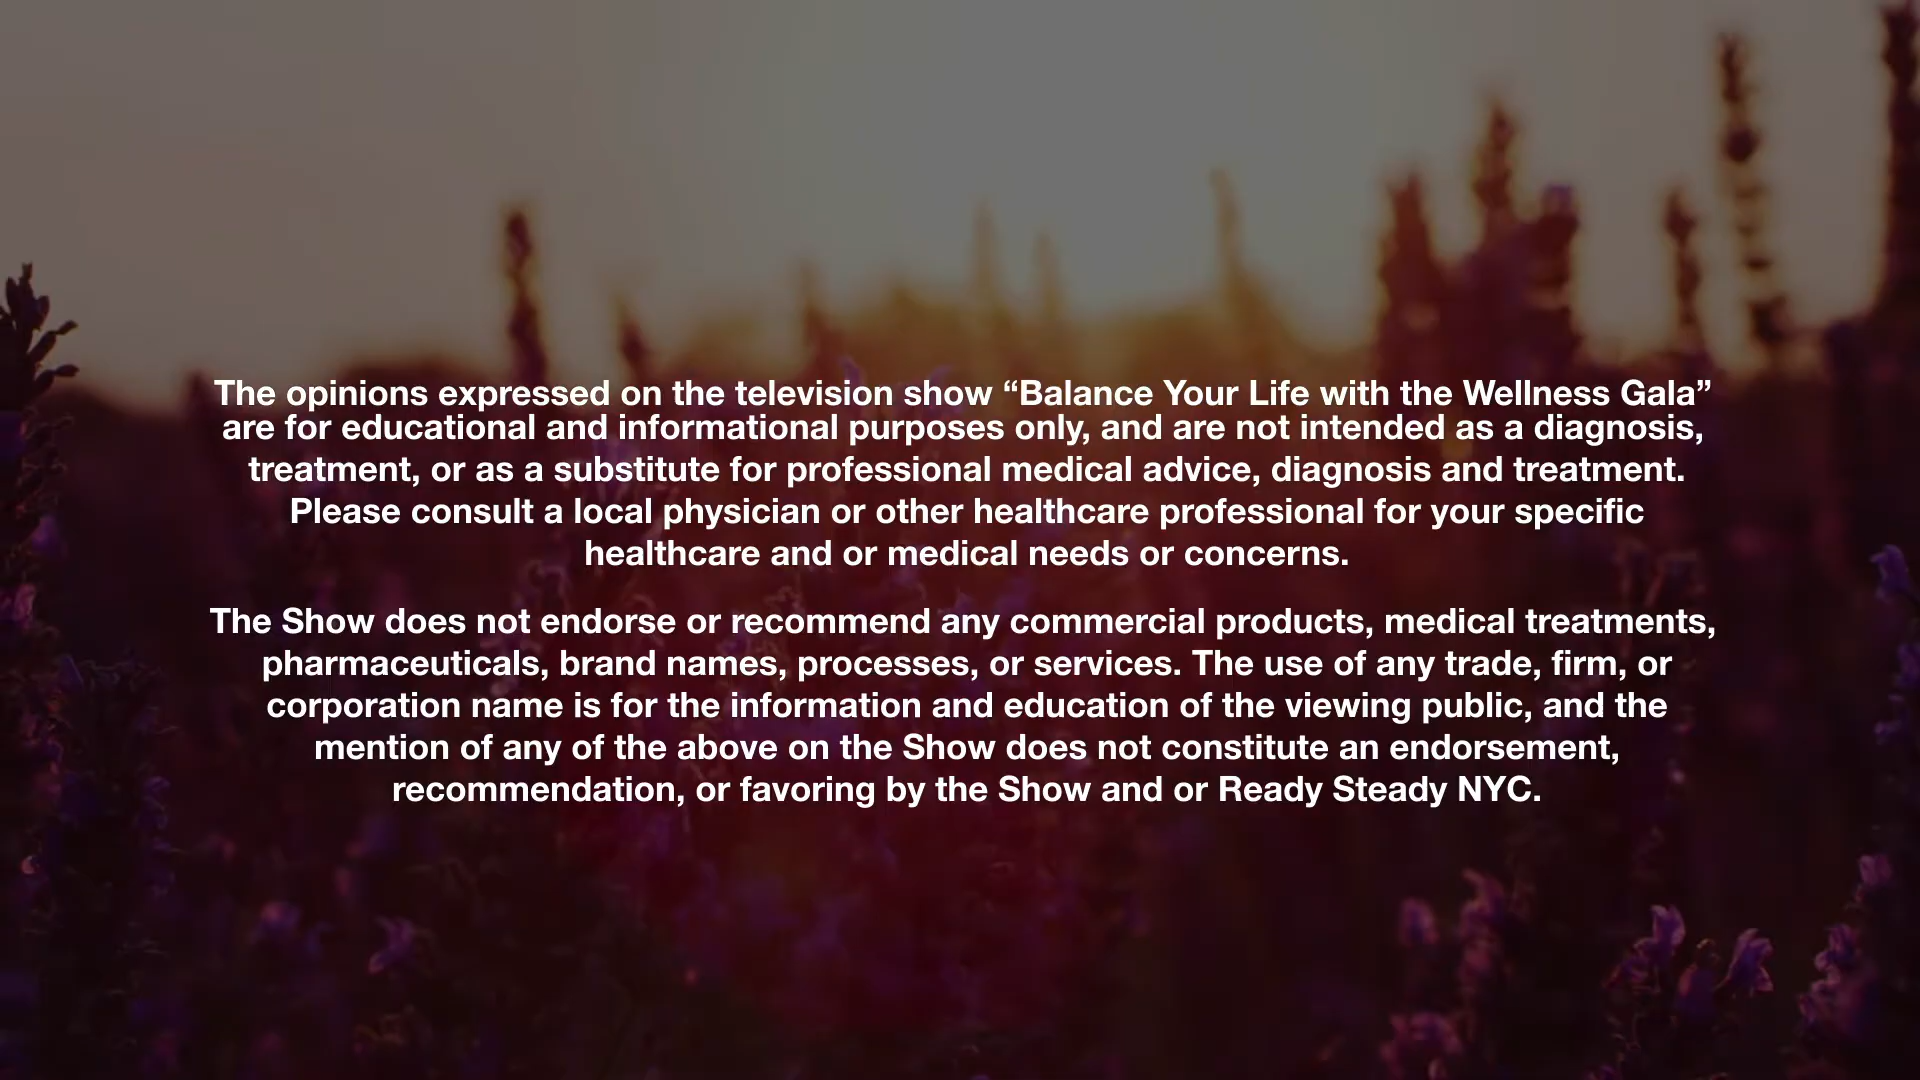 The opinions expressed on the television show “Balance Your Life with the Wellness Gala”
are for educational and informational purposes only, and are not intended as a diagnosis,
treatment, or as a substitute for professional medical advice, diagnosis and treatment.
Please consult a local physician or other healthcare professional for your specific
healthcare and or medical needs or concerns.
The Show does not endorse or recommend any commercial products, medical treatments,
pharmaceuticals, brand names, processes, or services. The use of any trade, firm, or
corporation name is for the information and education of the viewing public, and the
mention of any of the above on the Show does not constitute an endorsement,
recommendation, or favoring by the Show and or Ready Steady NYC.